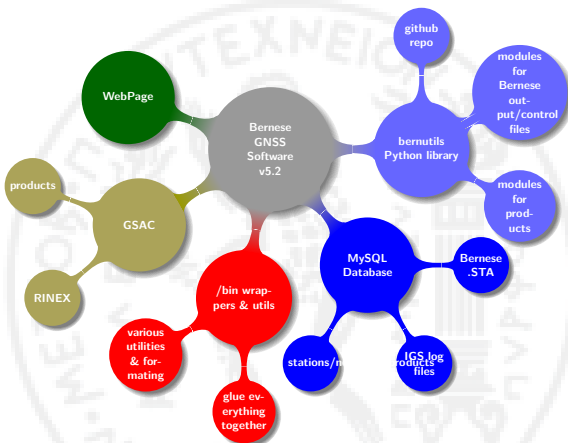 github
repo
WebPage
modules
for
Bernese
out-
put/control
files
Bernese
GNSS
Software
v5.2
bernutils
Python library
products
GSAC
modules
for
prod-
ucts
MySQL
Database
Bernese
.STA
RINEX
/bin wrap-
pers & utils
various
utilities
& for-
mating
stations/
products
IGS log
files
glue ev-
erything
together